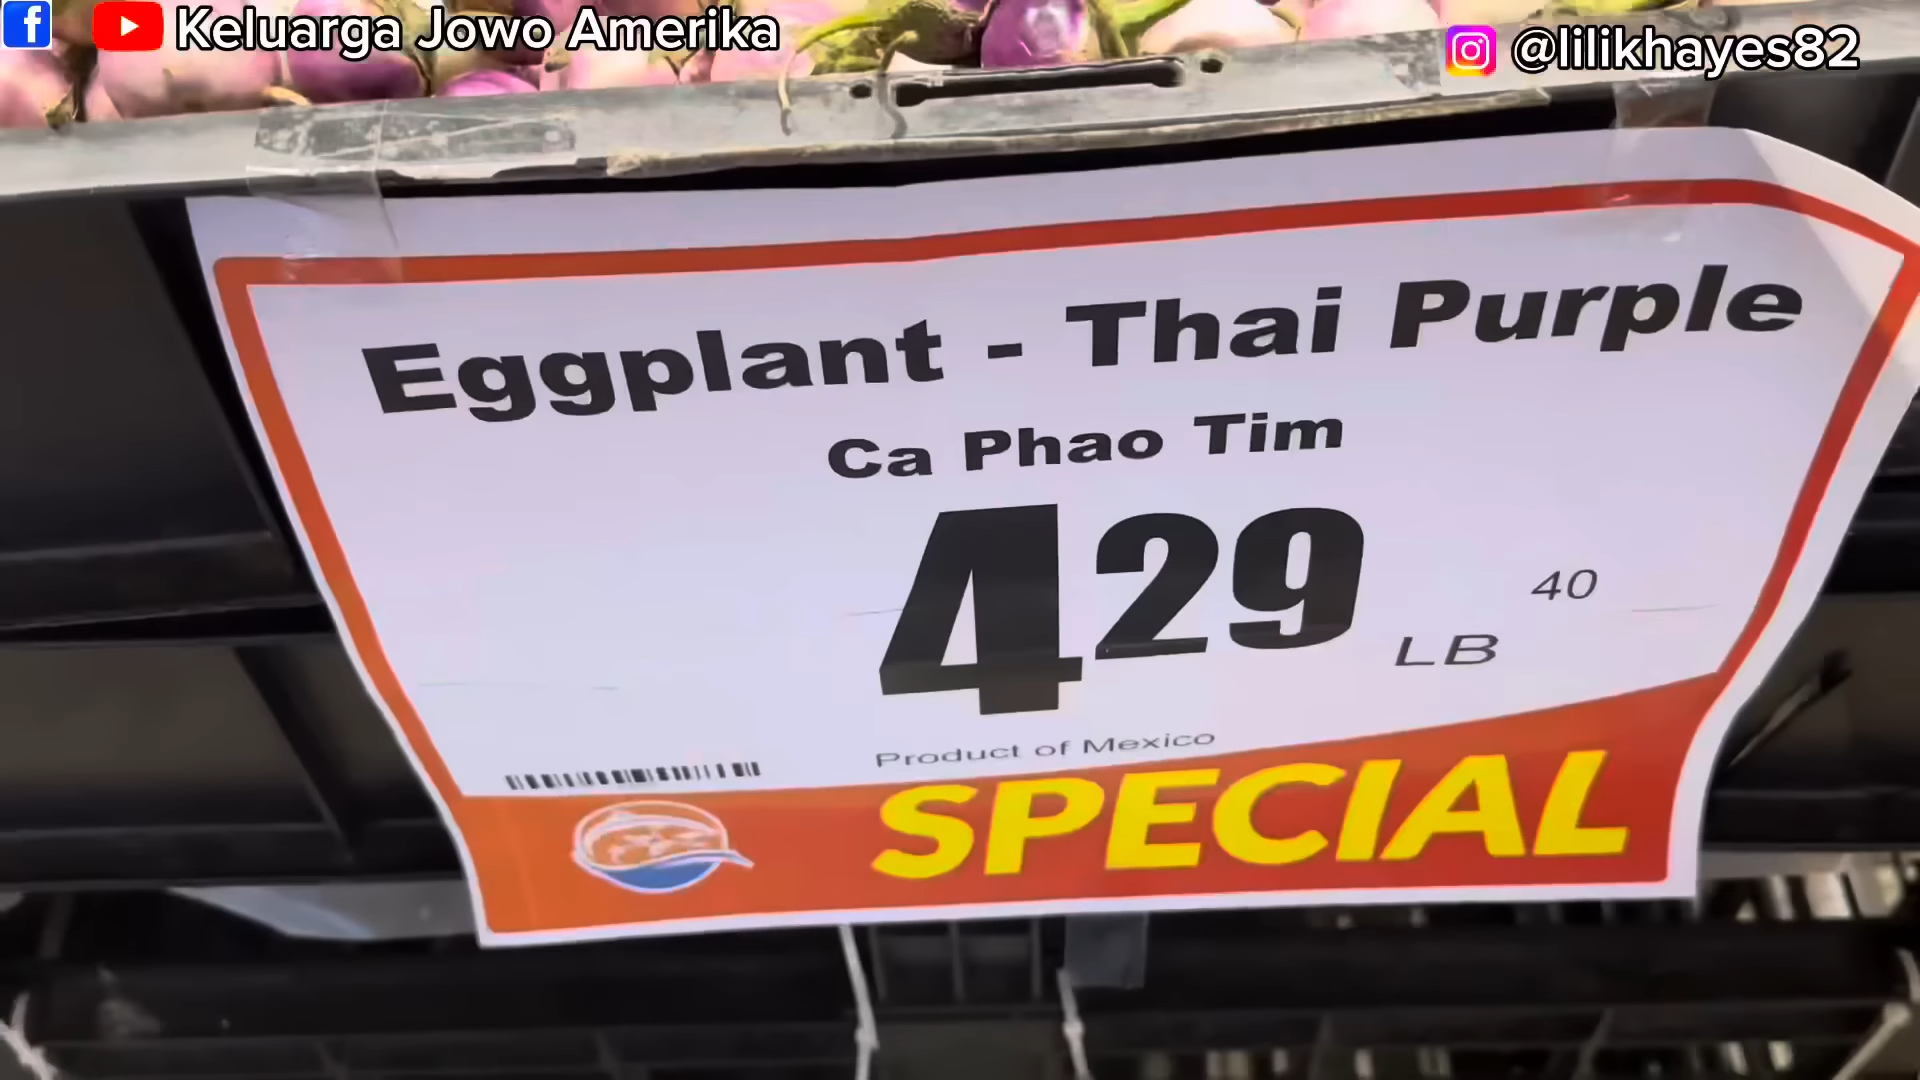 Keluarga Jowo Amerika
@lilikhayes82
Eggplant - Thai Purple
Ca Phao Tim
429
40
LB
Product of Mexico
SPECIAL